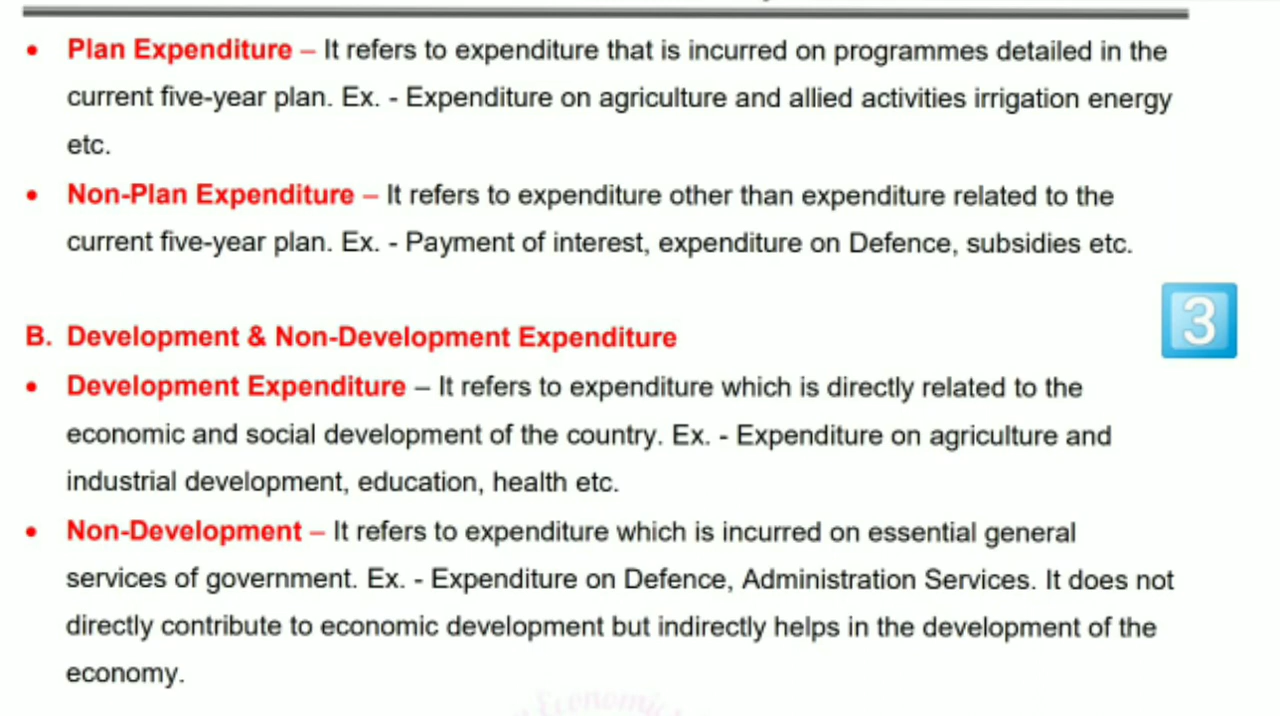 • Plan Expenditure – It refers to expenditure that is incurred on programmes detailed in the
current five-year plan. Ex. - Expenditure on agriculture and allied activities irrigation energy
etc.
• Non-Plan Expenditure – It refers to expenditure other than expenditure related to the
current five-year plan. Ex. - Payment of interest, expenditure on Defence, subsidies etc.
3
B. Development & Non-Development Expenditure
• Development Expenditure – It refers to expenditure which is directly related to the
economic and social development of the country. Ex. - Expenditure on agriculture and
industrial development, education, health etc.
• Non-Development – It refers to expenditure which is incurred on essential general
services of government. Ex. - Expenditure on Defence, Administration Services. It does not
directly contribute to economic development but indirectly helps in the development of the
economy.